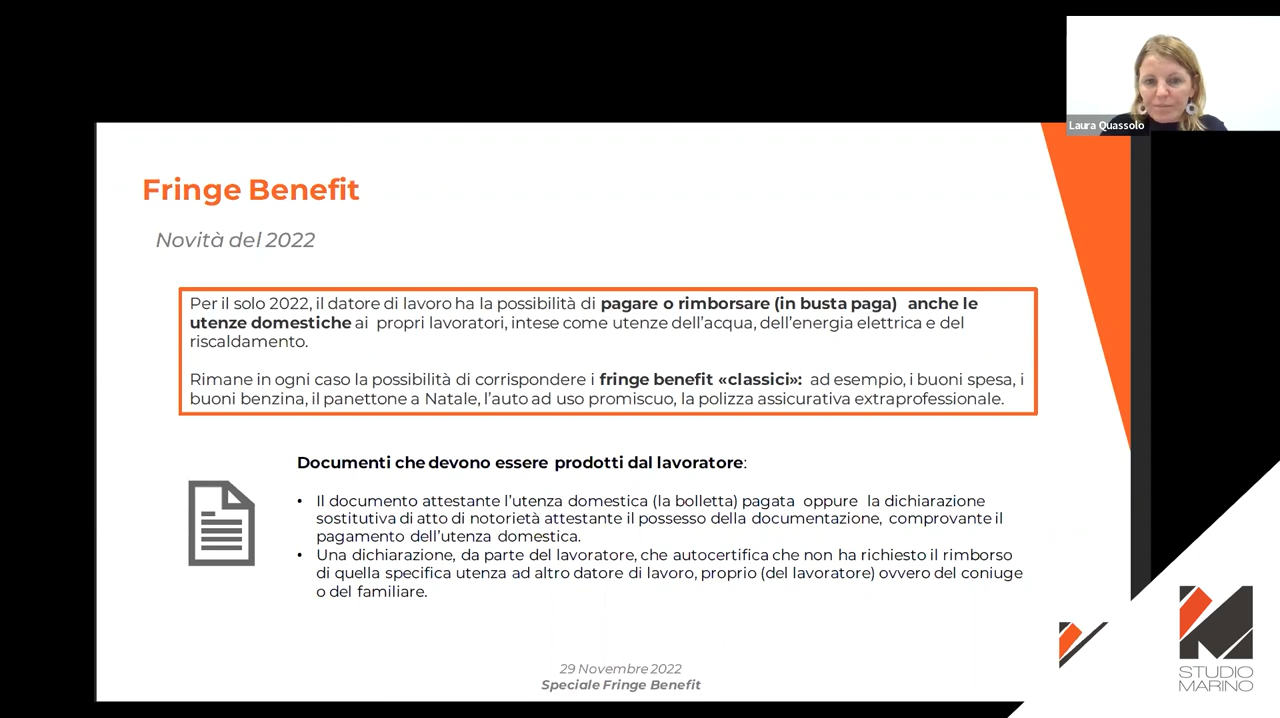 Laura Quassolo
Fringe Benefit
Novità del 2022
Per il solo 2022, il datore di lavoro ha la possibilità di pagare o rimborsare (in busta paga) anche le
utenze domestiche ai propri lavoratori, intese come utenze dell'acqua, dell'energia elettrica e del
riscaldamento.
Rimane in ogni caso la possibilità di corrispondere i fringe benefit «classici»: ad esempio, i buoni spesa, i
buoni benzina, il panettone a Natale, l'auto ad uso promiscuo, la polizza assicurativa extraprofessionale.
Documenti che devono essere prodotti dal lavoratore:
• Il documento attestante l'utenza domestica (la bolletta) pagata oppure la dichiarazione
sostitutiva di atto di notorietà attestante il possesso della documentazione, comprovante il
pagamento dell'utenza domestica.
• Una dichiarazione, da parte del lavoratore, che autocertifica che non ha richiesto il rimborso
di quella specifica utenza ad altro datore di lavoro, proprio (del lavoratore) ovvero del coniuge
o del familiare.
29 Novembre 2022
Speciale Fringe Benefit
STUDIO
MARINO